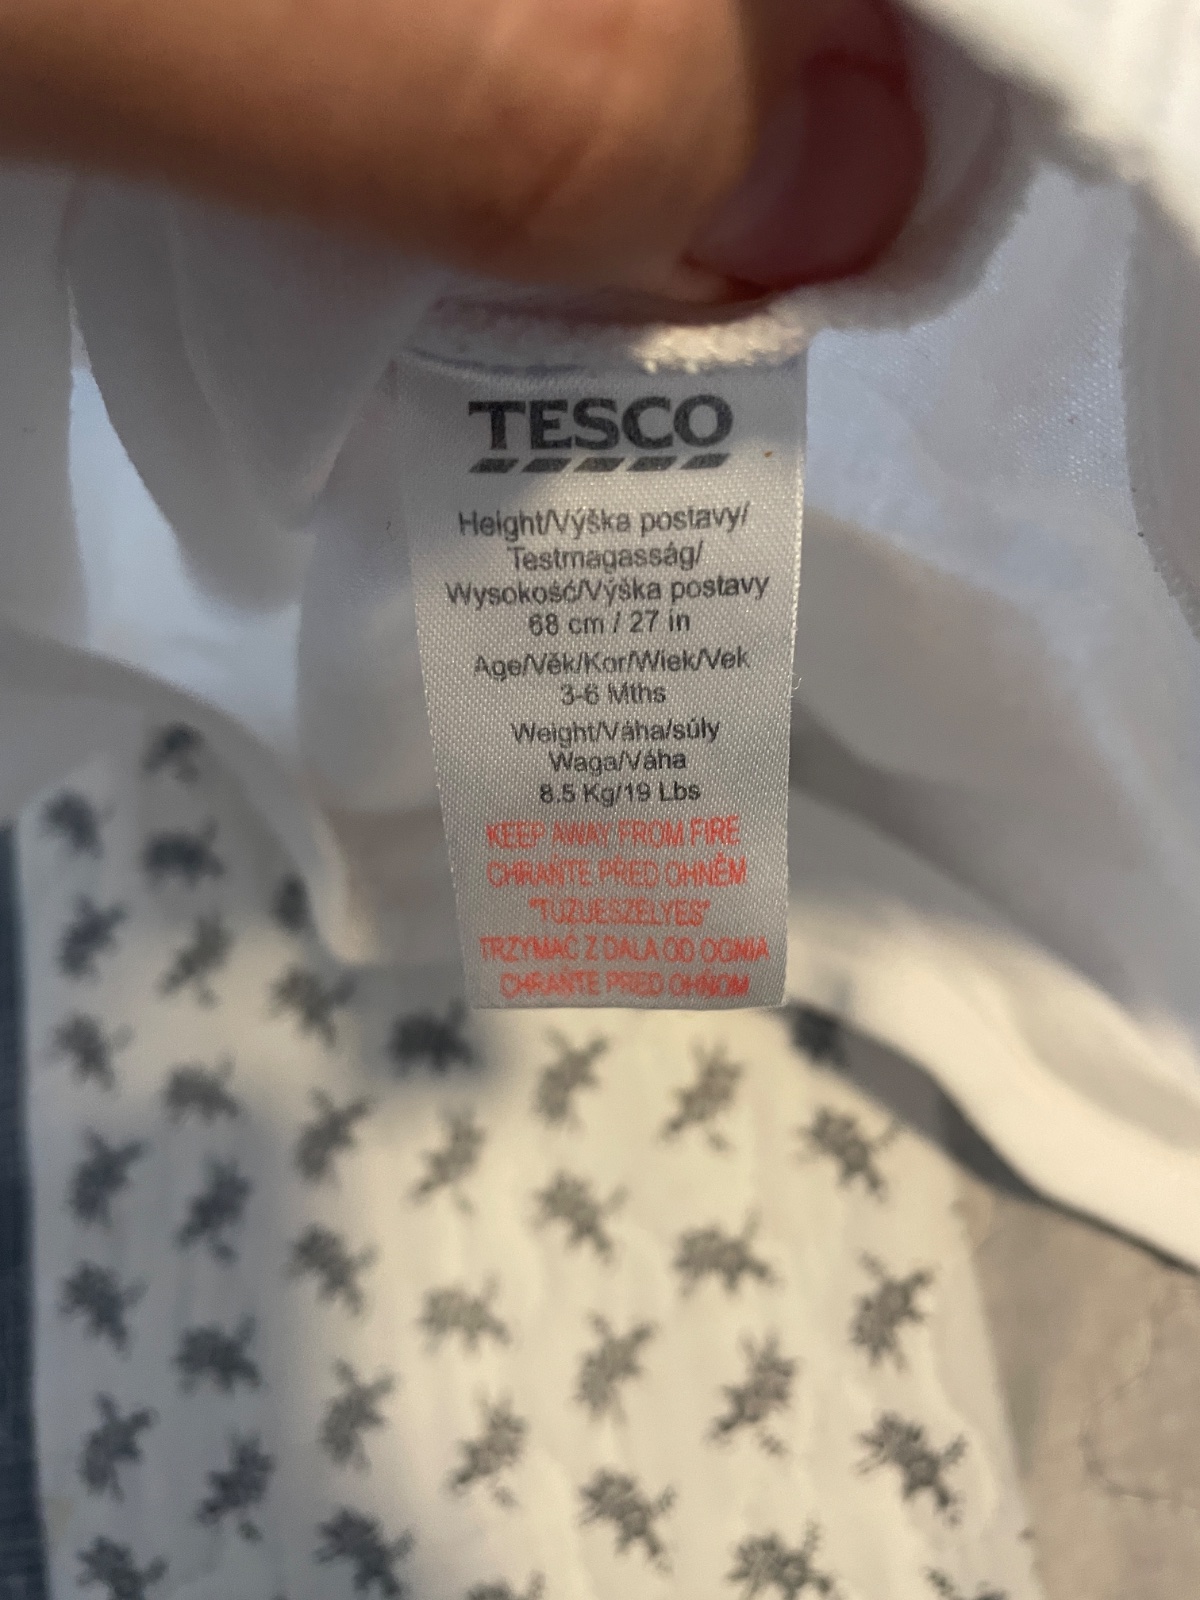 TESCO
Height/Výška postavy/
Testmagasság/
Wysokość/Výška postavy
68 cm / 27 in
Age/Věk/Kor/Wiek/Vek
3-6 Mths
Weight/Váha/súly
Waga/Váha
8.5 Kg/19 Lbs
KEEP AWAY FROM FIRE
CHRAŇTE PŘED OHNĚM
"TŰZUESZÉLYES"
TRZYMAĆ Z DALA OD OGNIA
CHRÁŇTE PRED OHŇOM